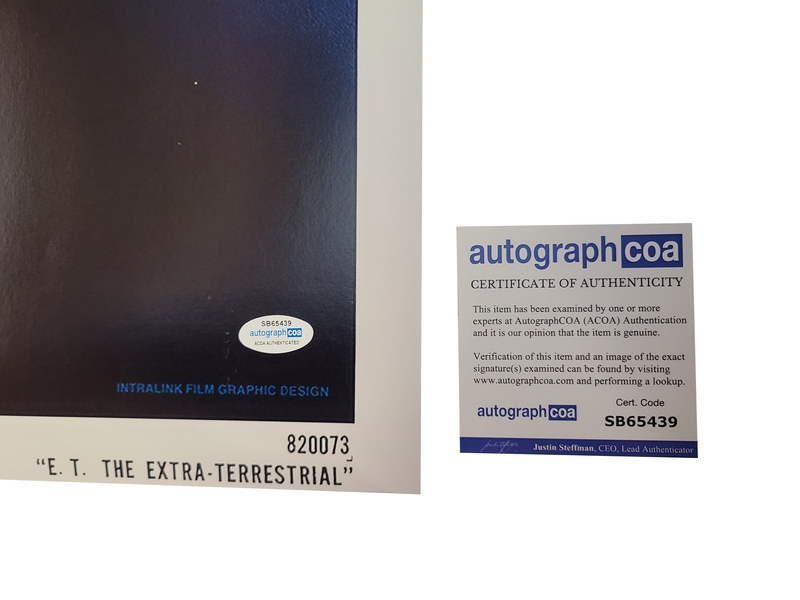 SB65439
autographcoa
ACOA AUTHENTICATED
INTRALINK FILM GRAPHIC DESIGN
820073
“E. T. THE EXTRA-TERRESTRIAL”
autographcoa
CERTIFICATE OF AUTHENTICITY
This item has been examined by one or more
experts at AutographCOA (ACOA) Authentication
and it is our opinion that the item is genuine.
Verification of this item and an image of the exact
signature(s) examined can be found by visiting
www.autographcoa.com and performing a lookup.
autographcoa
Cert. Code
SB65439
Justin Steffman, CEO, Lead Authenticator